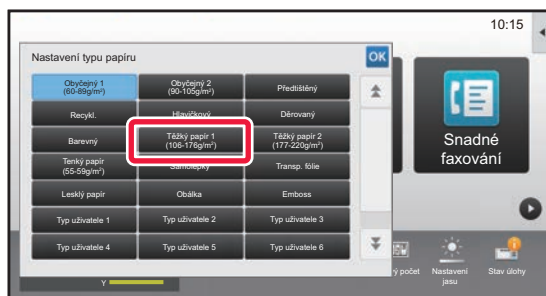 10:15
Nastavení typu papíru
OK
Obyčejný 1
(60-89g/m²)
Obyčejný 2
(90-105g/m²)
Předtištěný
Recykl.
Hlavičkový
Děrovaný
Barevný
Těžký papír 1
(106-176g/m²)
Těžký papír 2
(177-220g/m²)
Tenký papír
(55-59g/m²)
Samolepky
Transp. fólie
Lesklý papír
Obálka
Emboss
Typ uživatele 1
Typ uživatele 2
Typ uživatele 3
Typ uživatele 4
Typ uživatele 5
Typ uživatele 6
Snadné
faxování
ý počet
Nastavení
jasu
Stav úlohy
Y